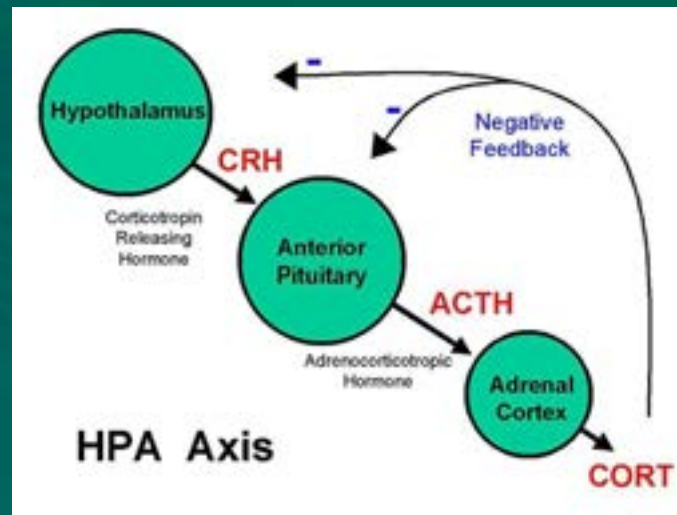 -
-
Hypothalamus
Negative
Feedback
CRH
Corticotropin
Releasing
Hormone
Anterior
Pituitary
ACTH
Adrenocorticotropic
Hormone
Adrenal
Cortex
HPA Axis
CORT